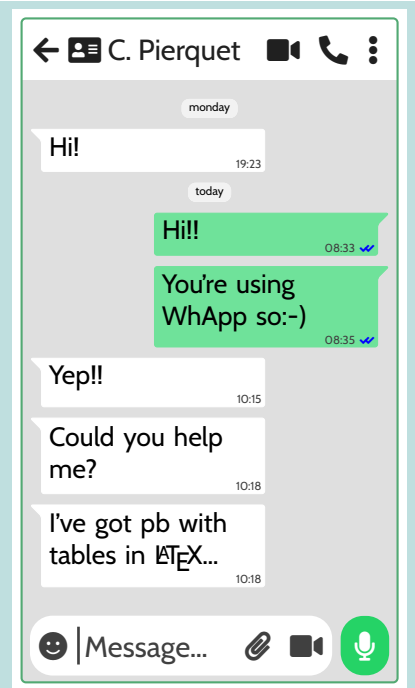 C. Pierquet
monday
Hi!
19:23
today
Hi!!
08:33
You're using
WhApp so:-)
08:35
Yep!!
10:15
Could you help
me?
10:18
I've got pb with
tables in LATEX...
10:18
Message...